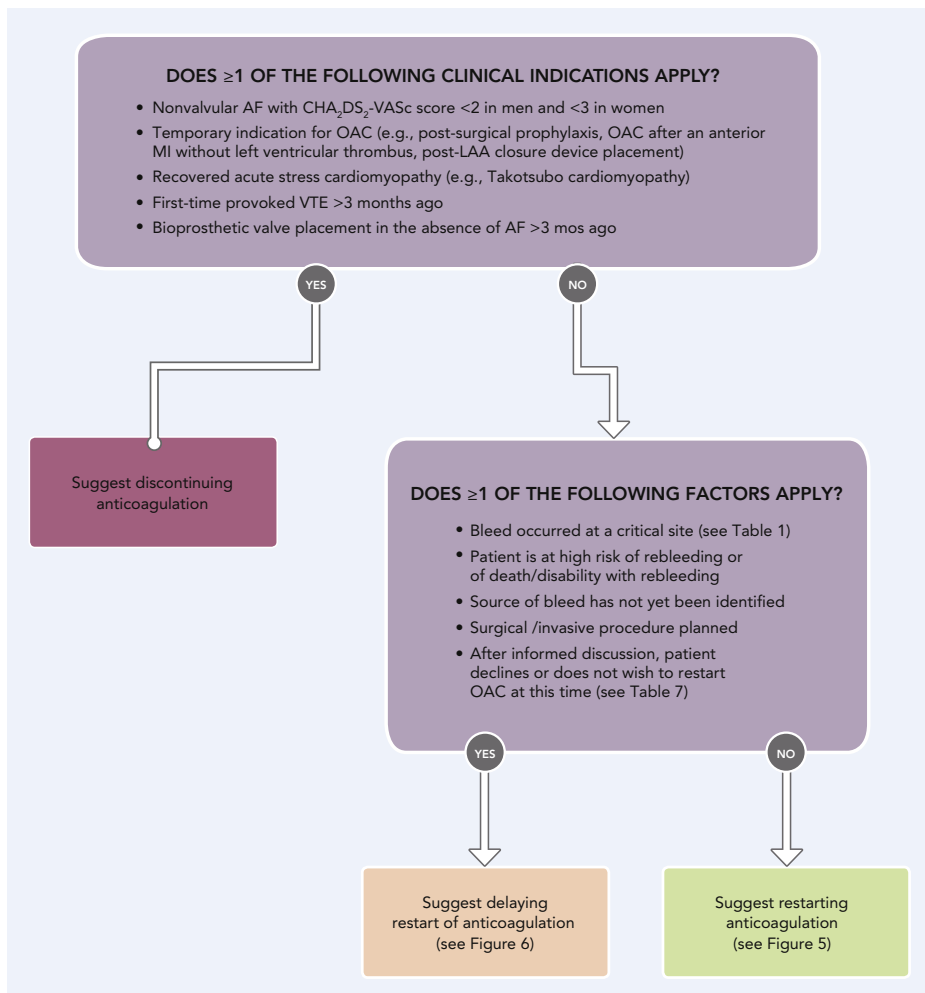 DOES ≥1 OF THE FOLLOWING CLINICAL INDICATIONS APPLY?
• Nonvalvular AF with CHA₂DS₂-VASc score <2 in men and <3 in women
• Temporary indication for OAC (e.g., post-surgical prophylaxis, OAC after an anterior
MI without left ventricular thrombus, post-LAA closure device placement)
• Recovered acute stress cardiomyopathy (e.g., Takotsubo cardiomyopathy)
• First-time provoked VTE >3 months ago
• Bioprosthetic valve placement in the absence of AF >3 mos ago
YES
NO
Suggest discontinuing
anticoagulation
DOES ≥1 OF THE FOLLOWING FACTORS APPLY?
• Bleed occurred at a critical site (see Table 1)
• Patient is at high risk of rebleeding or
of death/disability with rebleeding
• Source of bleed has not yet been identified
• Surgical /invasive procedure planned
• After informed discussion, patient
declines or does not wish to restart
OAC at this time (see Table 7)
YES
NO
Suggest delaying
restart of anticoagulation
(see Figure 6)
Suggest restarting
anticoagulation
(see Figure 5)